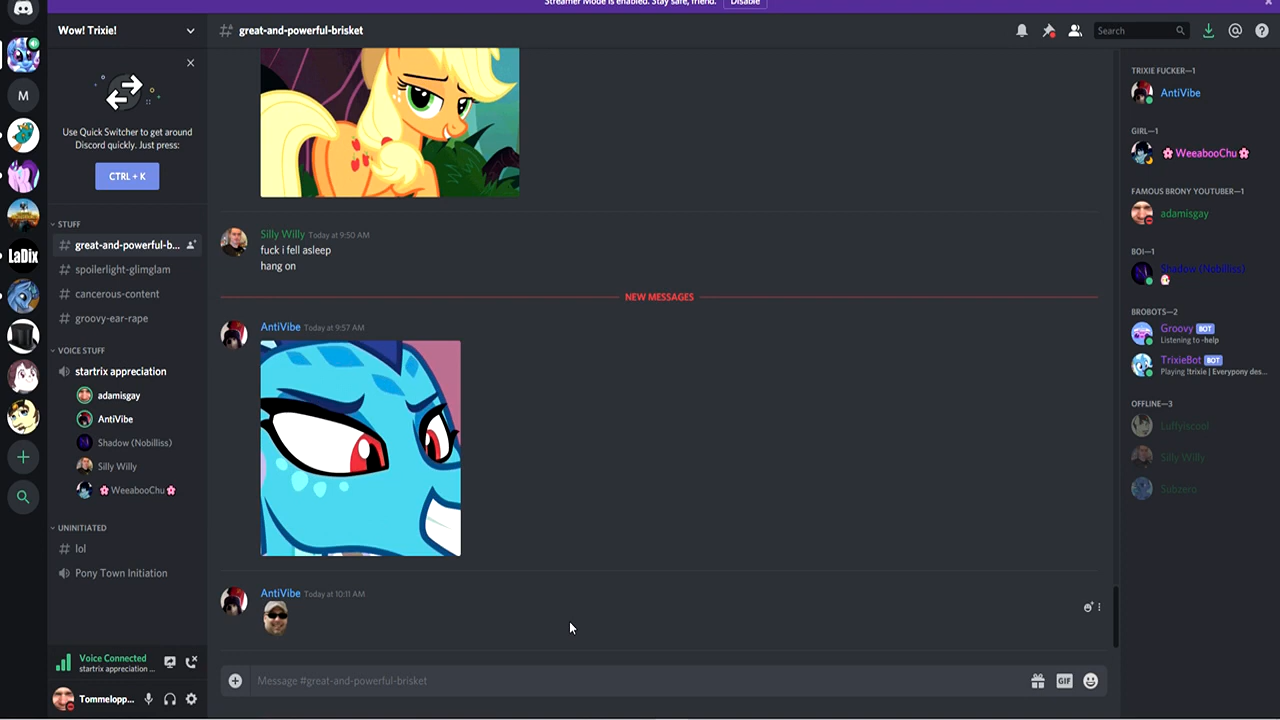 Streamer Mode is enabled. Stay safe, friend. Disable
Wow! Trixie!
great-and-powerful-brisket
Search
M
Use Quick Switcher to get around
Discord quickly. Just press:
CTRL + K
LaDix
STUFF
great-and-powerful-b...
spoilerlight-glimglam
cancerous-content
groovy-ear-rape
VOICE STUFF
startrix appreciation
adamisgay
AntiVibe
Shadow (Nobilliss)
Silly Willy
🌸 WeeabooChu 🌸
UNINITIATED
lol
Pony Town Initiation
Voice Connected
startrix appreciation ...
Tommelopp...
Silly Willy Today at 9:50 AM
fuck i fell asleep
hang on
NEW MESSAGES
AntiVibe Today at 9:57 AM
AntiVibe Today at 10:11 AM
Message #great-and-powerful-brisket
GIF
TRIXIE FUCKER—1
AntiVibe
GIRL—1
🌸 WeeabooChu 🌸
FAMOUS BRONY YOUTUBER—1
adamisgay
BOI—1
Shadow (Nobilliss)
BROBOTS—2
Groovy BOT
Listening to -help
TrixieBot BOT
Playing !trixie | Everypony des...
OFFLINE—3
Luffyiscool
Silly Willy
Subzero